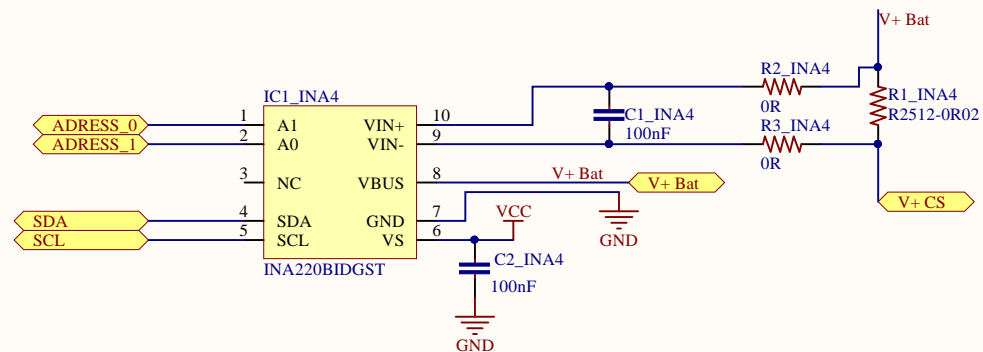 V+ Bat
IC1_INA4
R2_INA4
0R
R1_INA4
R2512-0R02
ADRESS_0
1
A1
VIN+
10
C1_INA4
100nF
R3_INA4
0R
ADRESS_1
2
A0
VIN-
9
3
NC
VBUS
8
V+ Bat
V+ Bat
V+ CS
SDA
4
SDA
GND
7
VCC
GND
SCL
5
SCL
VS
6
INA220BIDGST
C2_INA4
100nF
GND